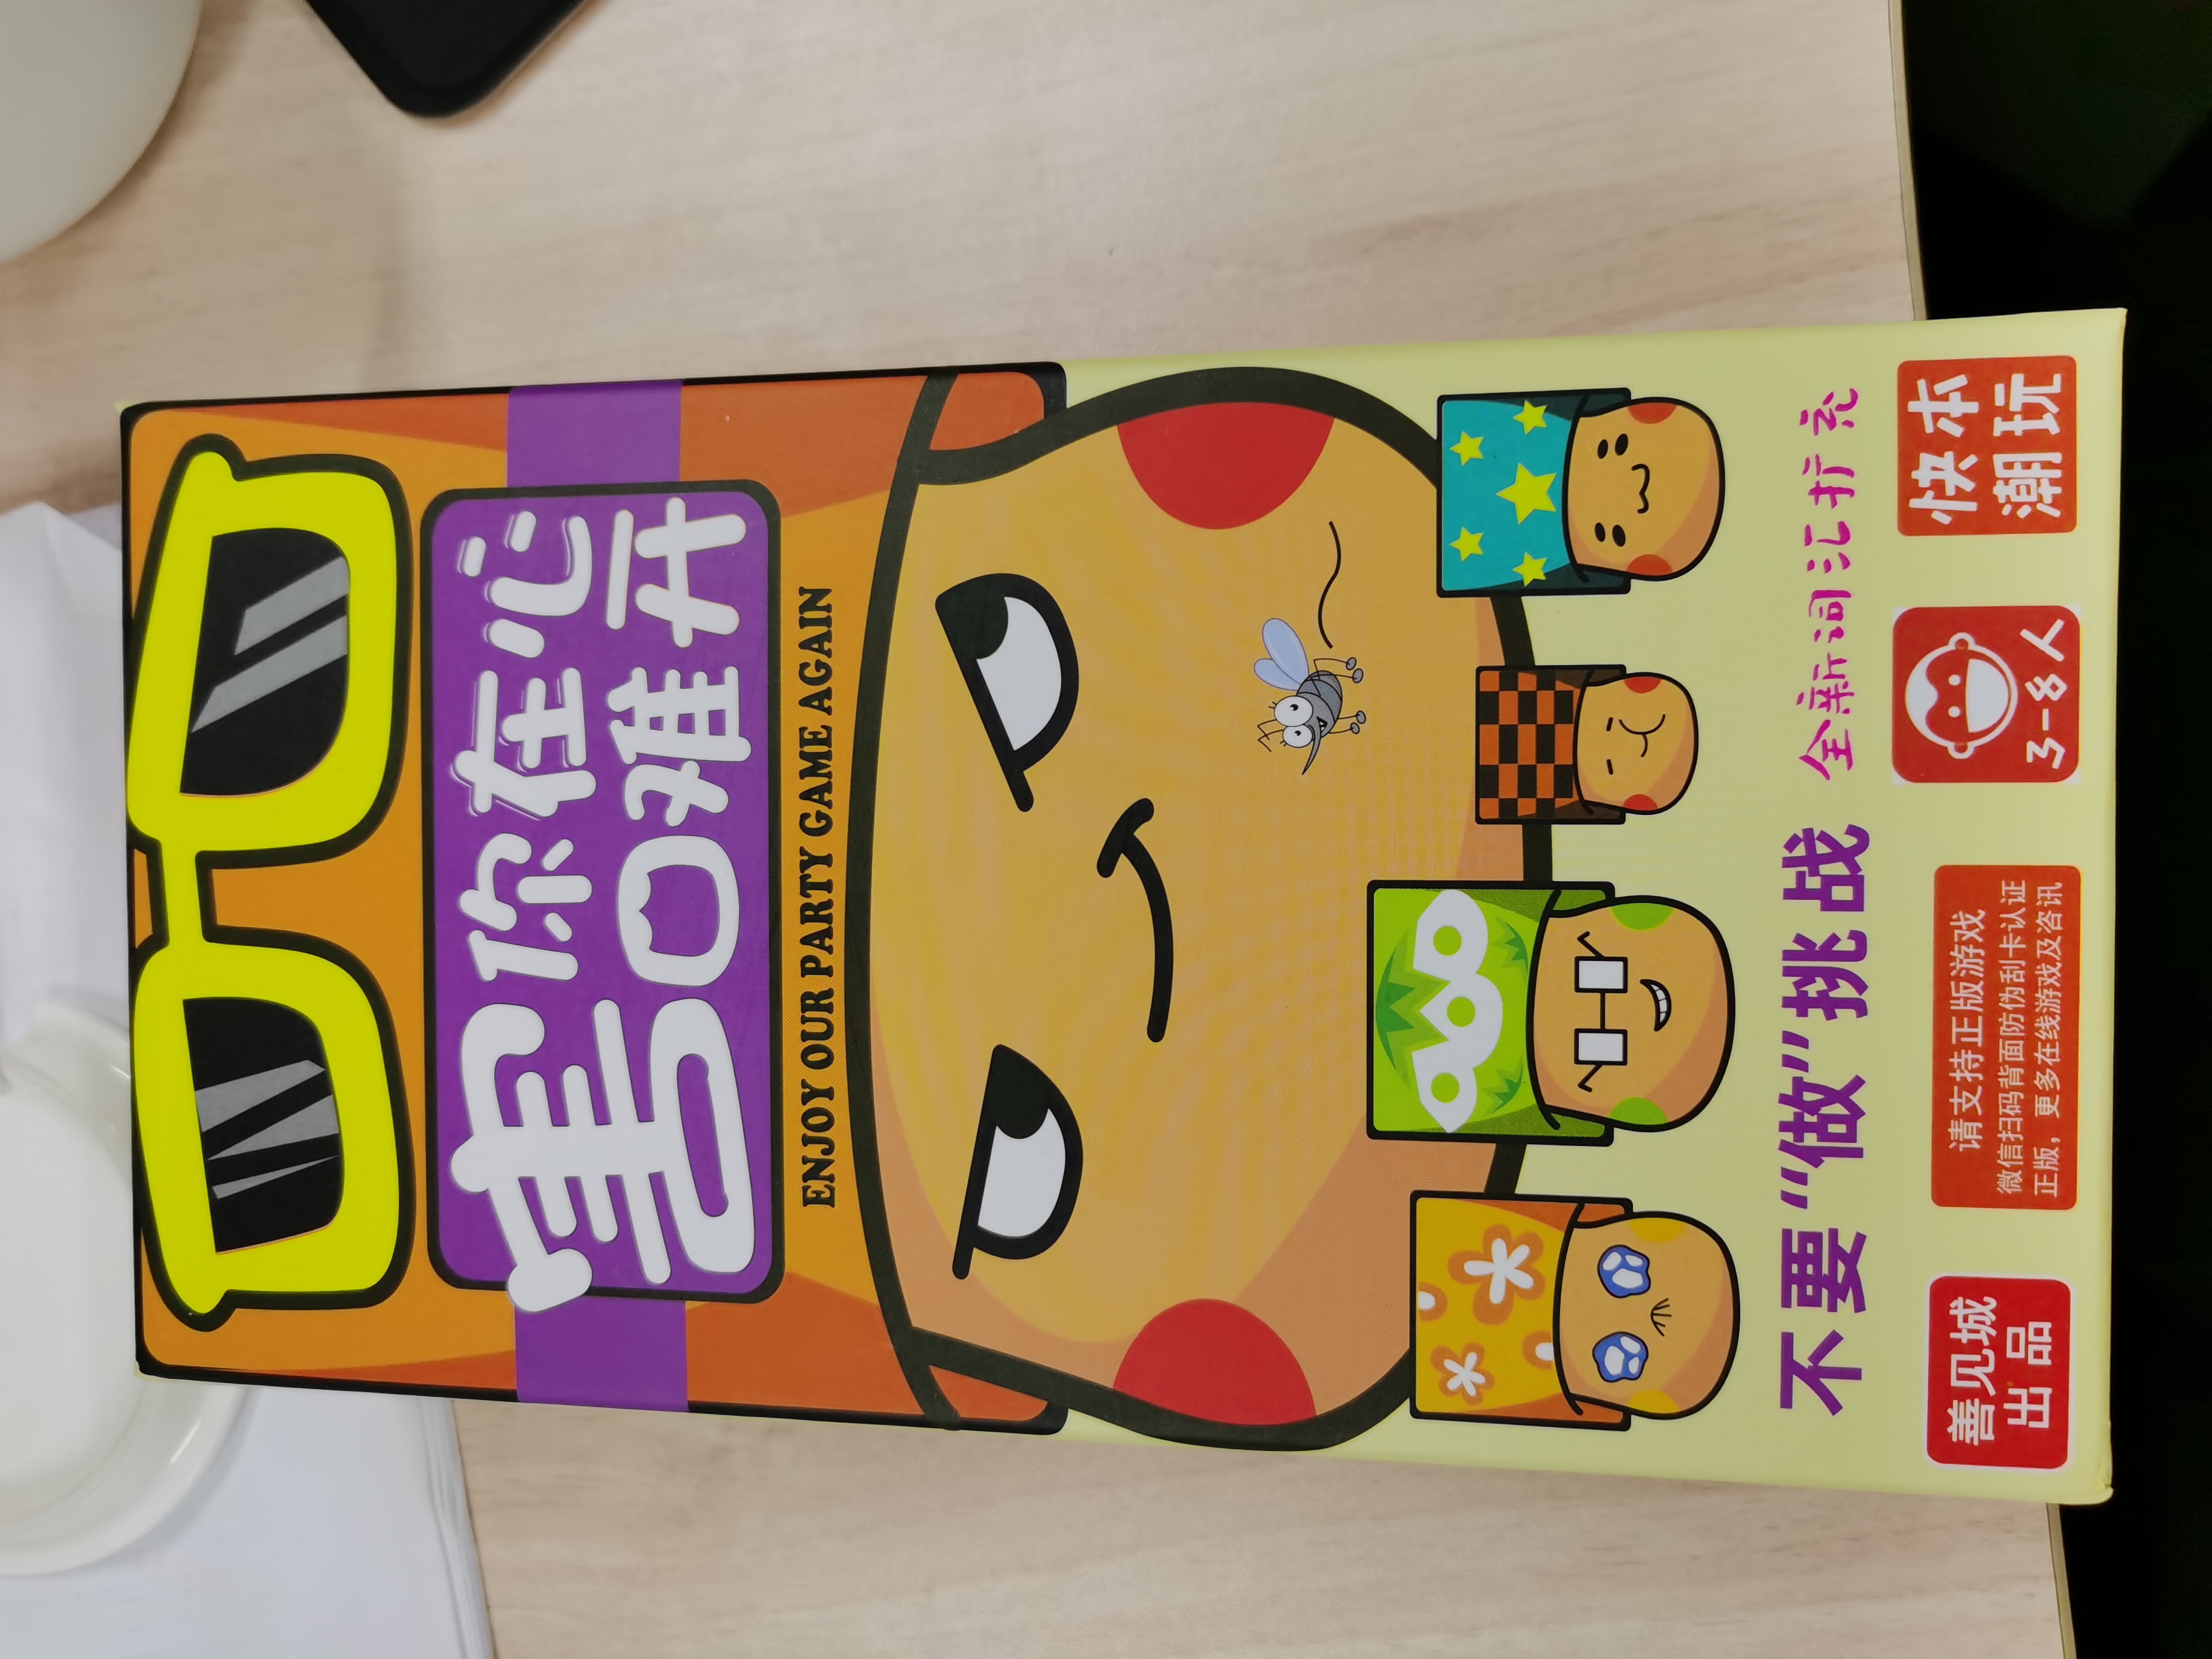 害你在心
口难开
ENJOY OUR PARTY GAME AGAIN
不要“做”挑战
全新词汇扩充
善见城
出品
请支持正版游戏
微信扫码背面防伪刮卡认证
正版，更多在线游戏及咨讯
3-8人
快本
潮玩